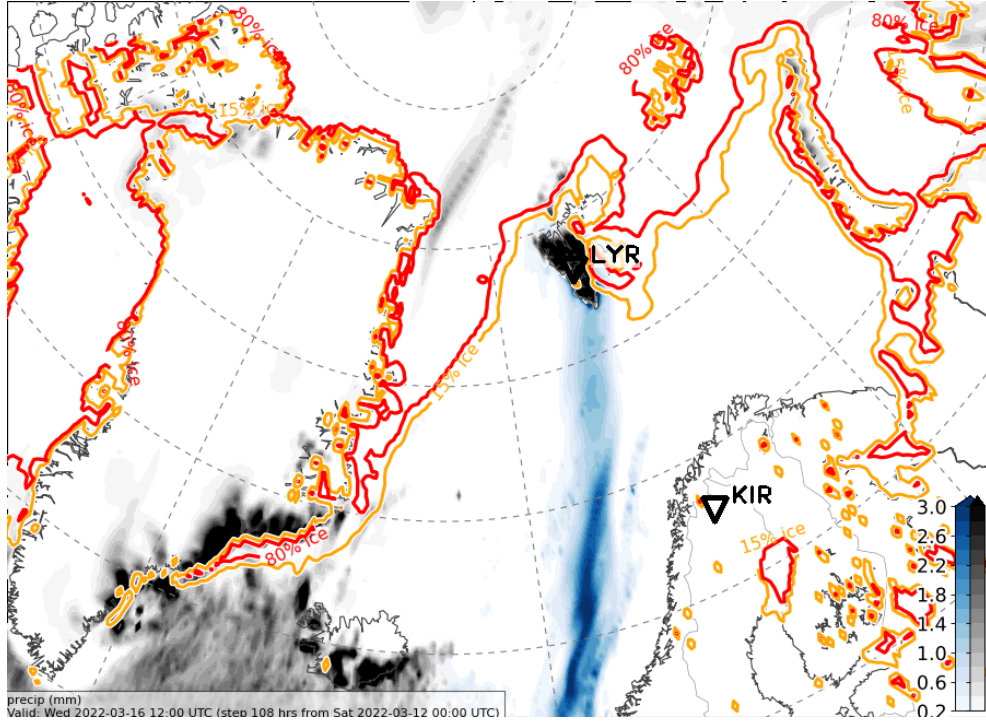 80% ice
80% ice
80% ice
80% ice
15% ice
15% ice
80% ice
LYR
80% ice
15% ice
KIR
15% ice
80% ice
3.0
2.6
2.2
1.8
1.4
1.0
0.6
0.2
precip (mm)
Valid: Wed 2022-03-16 12:00 UTC (step 108 hrs from Sat 2022-03-12 00:00 UTC)